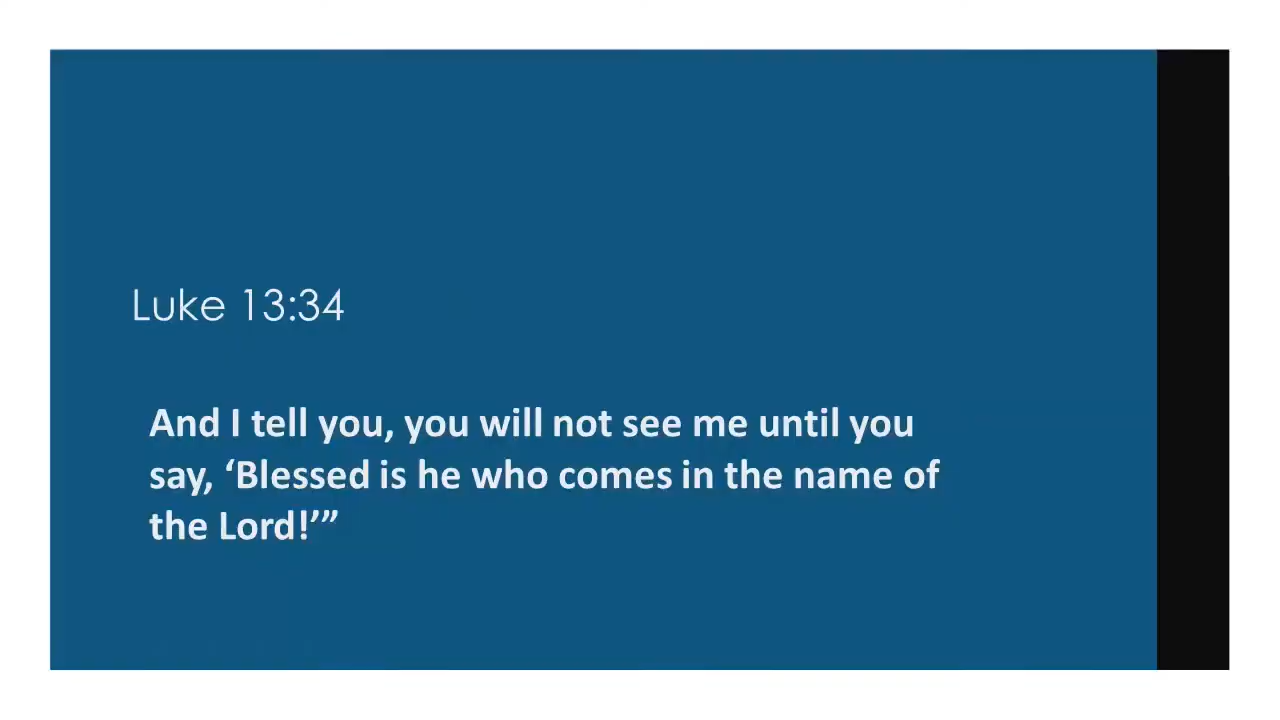 Luke 13:34
And I tell you, you will not see me until you
say, ‘Blessed is he who comes in the name of
the Lord!’”